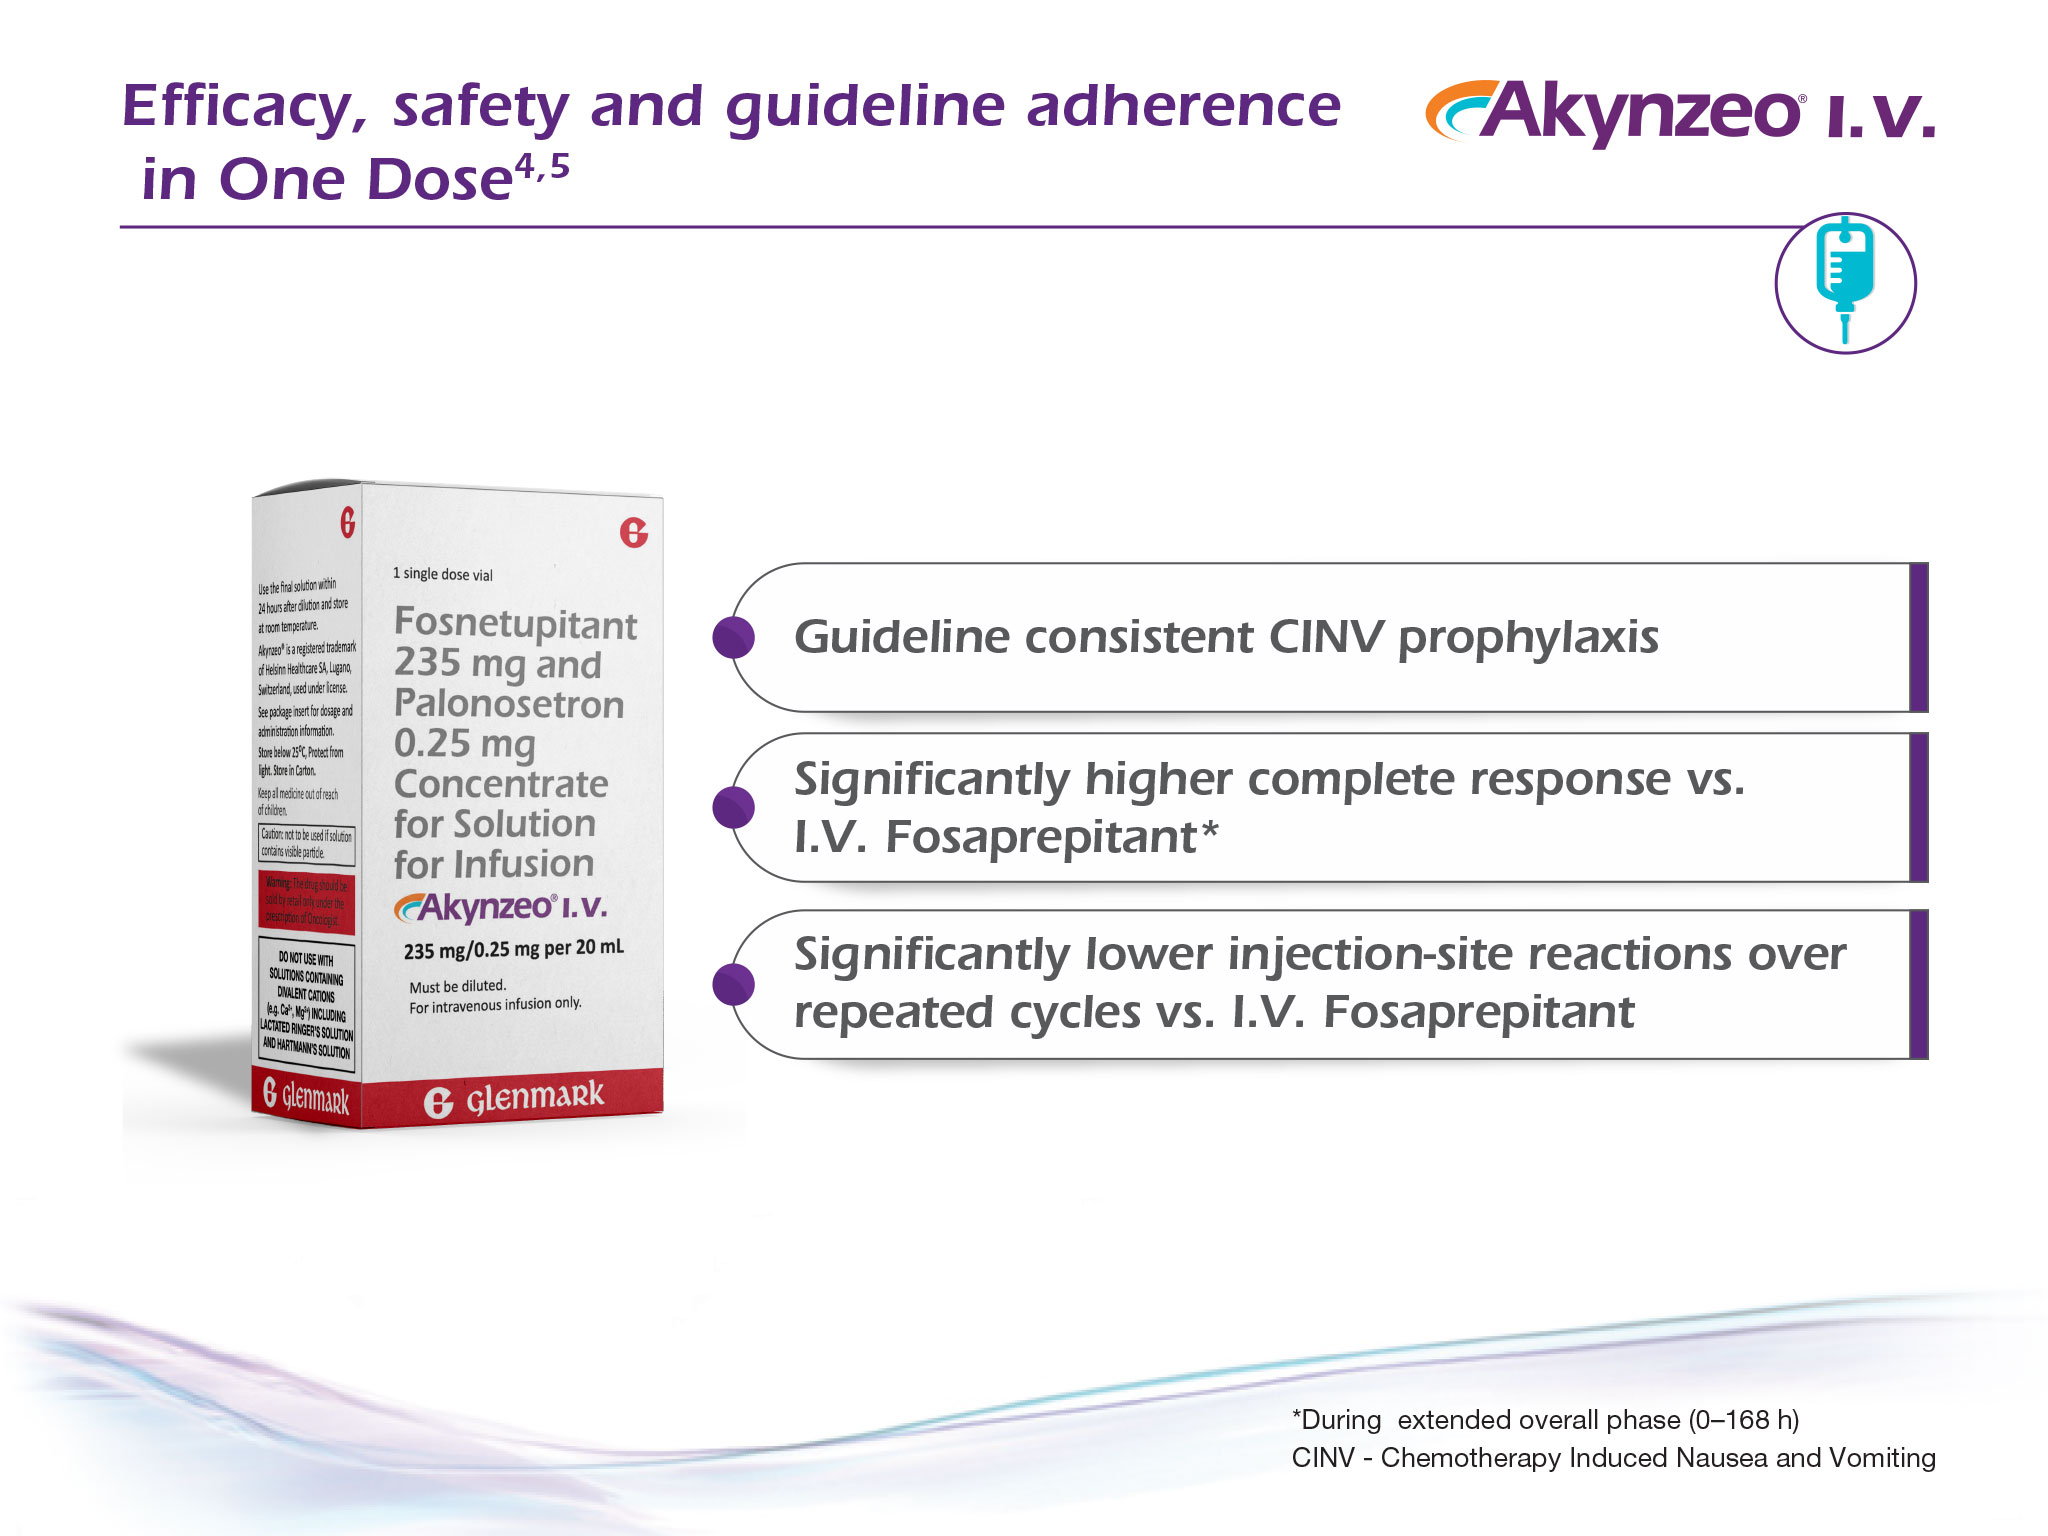 Efficacy, safety and guideline adherence
in One Dose4,5
Akynzeo® I.V.
1 single dose vial
Fosnetupitant
235 mg and
Palonosetron
0.25 mg
Concentrate
for Solution
for Infusion
Akynzeo® I.V.
235 mg/0.25 mg per 20 mL
Must be diluted.
For intravenous infusion only.
glenmark
Use the final solution within
24 hours after dilution and store
at room temperature.
Akynzeo® is a registered trademark
of Helsinn Healthcare SA, Lugano,
Switzerland, used under license.
See package insert for dosage and
administration information.
Store below 25°C, Protect from
light. Store in Carton.
Keep all medicine out of reach
of children.
Caution: not to be used if solution
contains visible particle.
Warning: The drug should be
sold by retail only under the
prescription of Oncologist
DO NOT USE WITH
SOLUTIONS CONTAINING
DIVALENT CATIONS
(e.g. Ca²⁺, Mg²⁺) INCLUDING
LACTATED RINGER'S SOLUTION
AND HARTMANN'S SOLUTION
glenmark
Guideline consistent CINV prophylaxis
Significantly higher complete response vs.
I.V. Fosaprepitant*
Significantly lower injection-site reactions over
repeated cycles vs. I.V. Fosaprepitant
*During extended overall phase (0–168 h)
CINV - Chemotherapy Induced Nausea and Vomiting